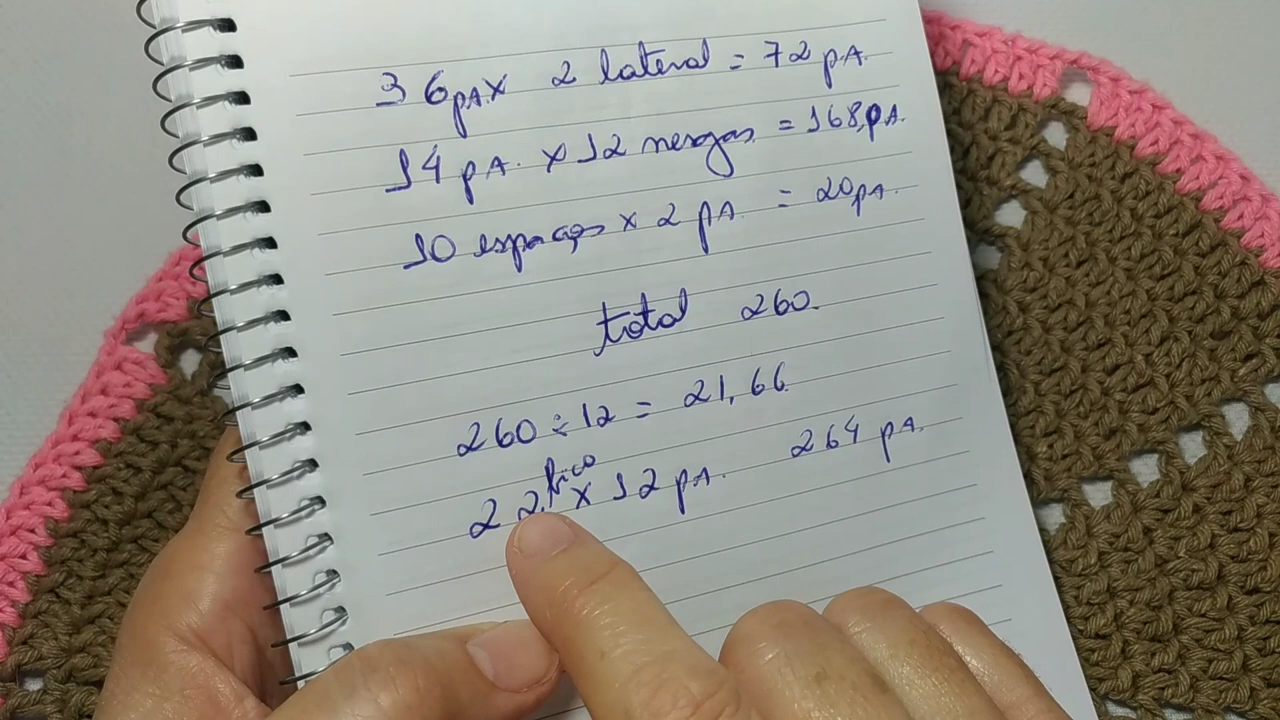 36 pA. x 2 lateral = 72 pA.
14 pA. x 12 nesgas = 168 pA.
10 espaços x 2 pA. = 20 pA.
total 260.
260 ÷ 12 = 21,66
22 bico x 12 pA. 264 pA.